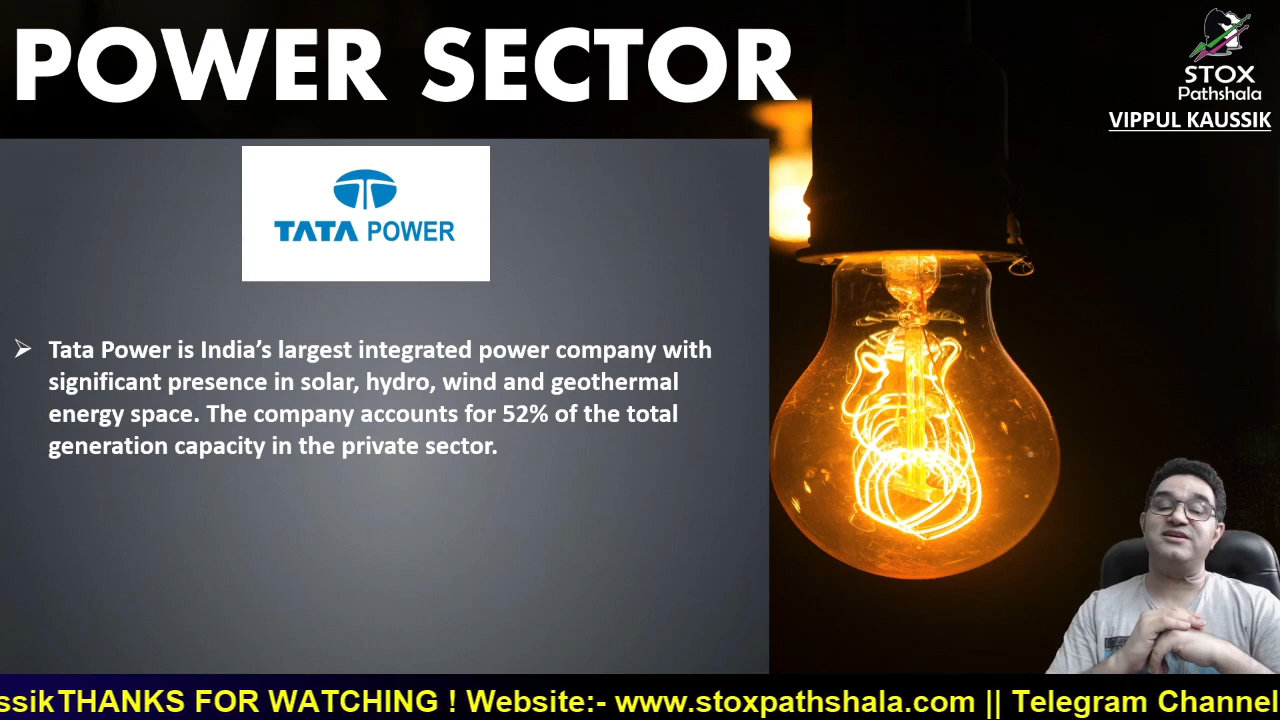 POWER SECTOR
STOX
Pathshala
VIPPUL KAUSSIK
TATA POWER
Tata Power is India’s largest integrated power company with
significant presence in solar, hydro, wind and geothermal
energy space. The company accounts for 52% of the total
generation capacity in the private sector.
ssikTHANKS FOR WATCHING ! Website:- www.stoxpathshala.com || Telegram Channel